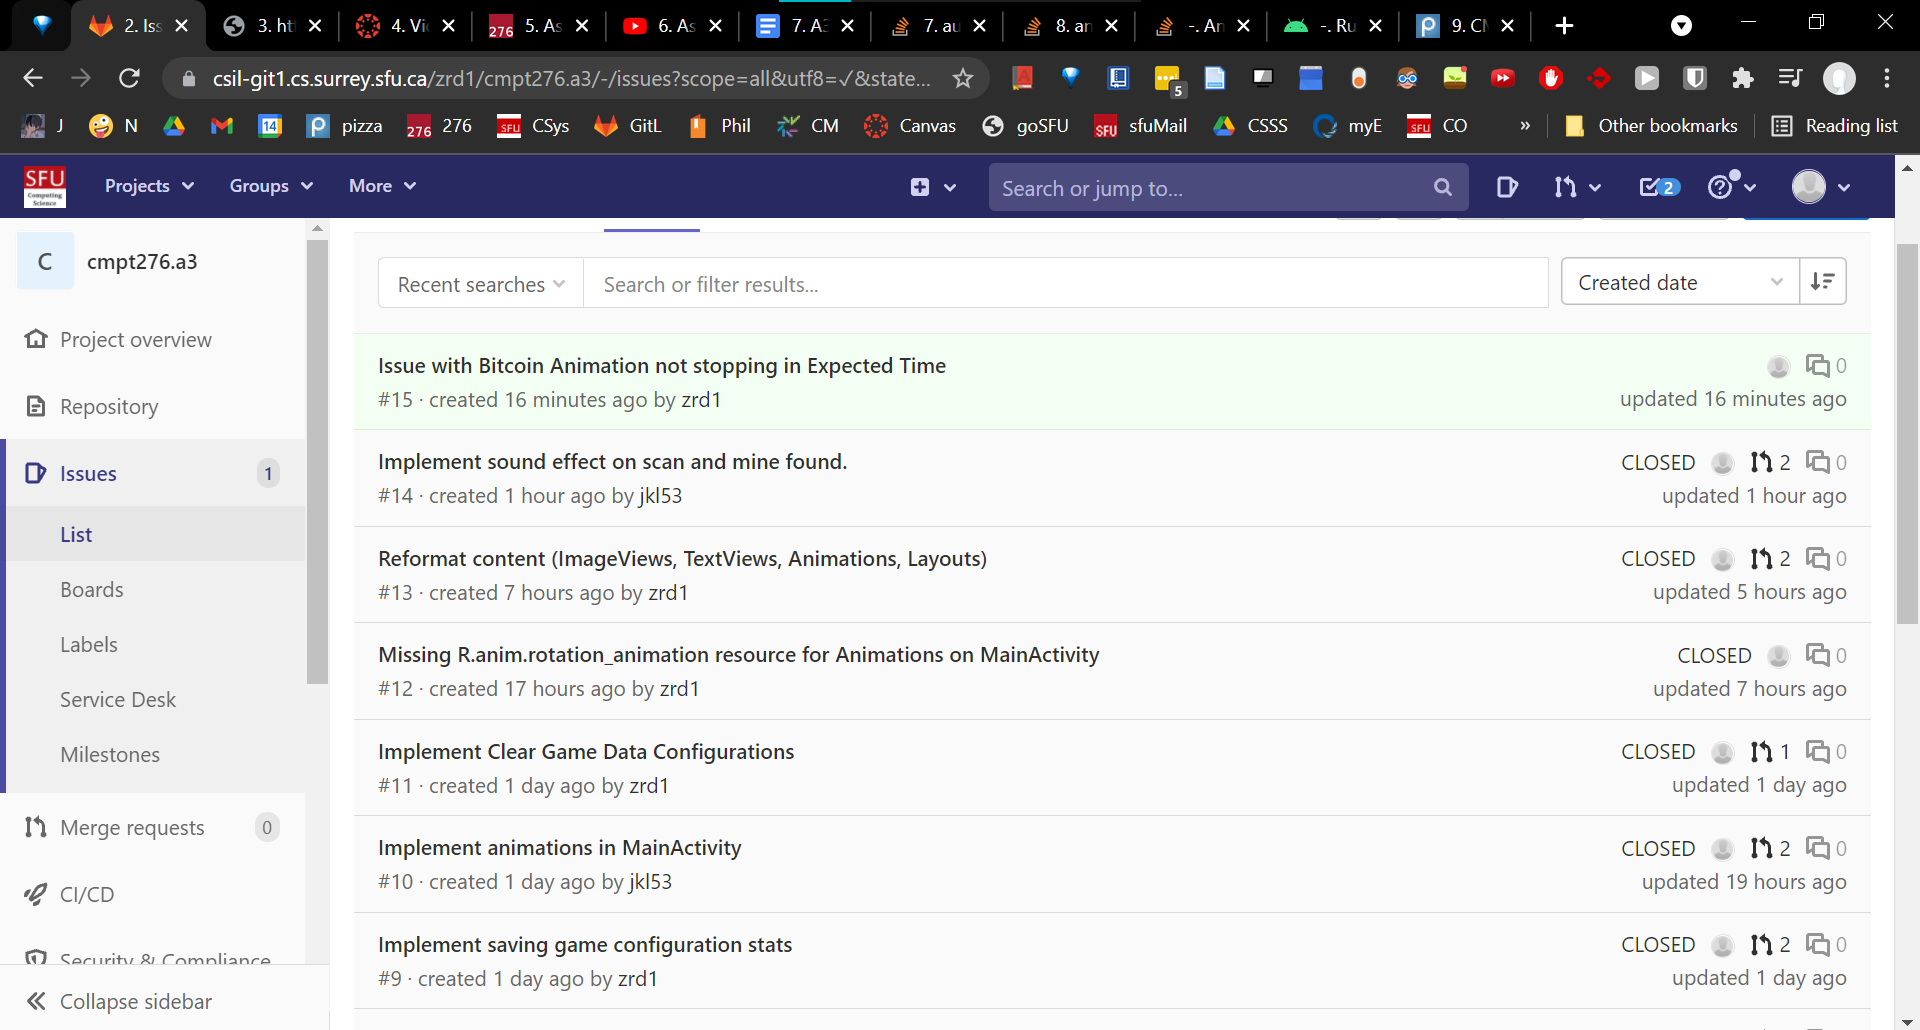 2. Iss
3. ht
4. Vi
5. As
6. As
7. A3
7. au
8. an
-. An
-. Ru
9. CM
csil-git1.cs.surrey.sfu.ca/zrd1/cmpt276.a3/-/issues?scope=all&utf8=✓&state...
5
J
N
14
pizza
276 276
SFU CSys
GitL
Phil
CM
Canvas
goSFU
SFU sfuMail
CSSS
myE
SFU CO
»
Other bookmarks
Reading list
SFU
Computing
Science
Projects
Groups
More
Search or jump to...
2
C
cmpt276.a3
Project overview
Repository
Issues 1
List
Boards
Labels
Service Desk
Milestones
Merge requests 0
CI/CD
Security & Compliance
Collapse sidebar
Recent searches
Search or filter results...
Created date
Issue with Bitcoin Animation not stopping in Expected Time
0
#15 · created 16 minutes ago by zrd1
updated 16 minutes ago
Implement sound effect on scan and mine found.
CLOSED 2 0
#14 · created 1 hour ago by jkl53
updated 1 hour ago
Reformat content (ImageViews, TextViews, Animations, Layouts)
CLOSED 2 0
#13 · created 7 hours ago by zrd1
updated 5 hours ago
Missing R.anim.rotation_animation resource for Animations on MainActivity
CLOSED 0
#12 · created 17 hours ago by zrd1
updated 7 hours ago
Implement Clear Game Data Configurations
CLOSED 1 0
#11 · created 1 day ago by zrd1
updated 1 day ago
Implement animations in MainActivity
CLOSED 2 0
#10 · created 1 day ago by jkl53
updated 19 hours ago
Implement saving game configuration stats
CLOSED 2 0
#9 · created 1 day ago by zrd1
updated 1 day ago